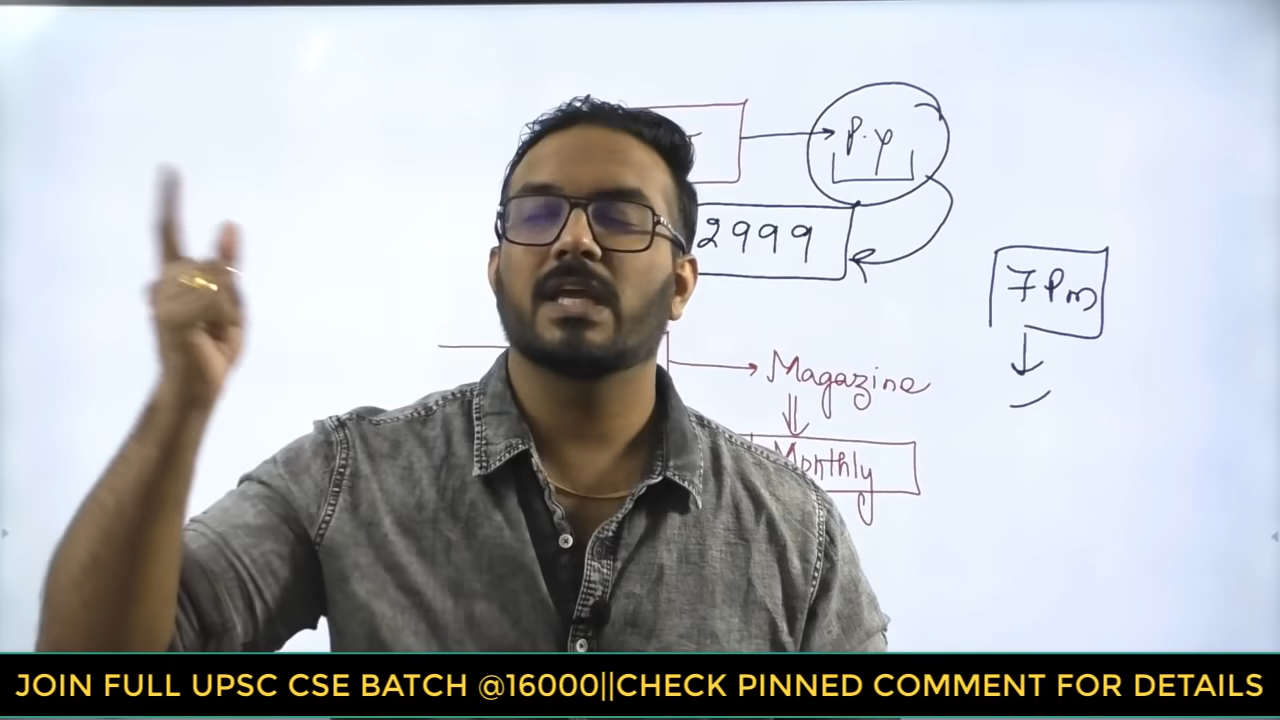 P.Y
2999
7 Pm
Magazine
Monthly
JOIN FULL UPSC CSE BATCH @16000||CHECK PINNED COMMENT FOR DETAILS